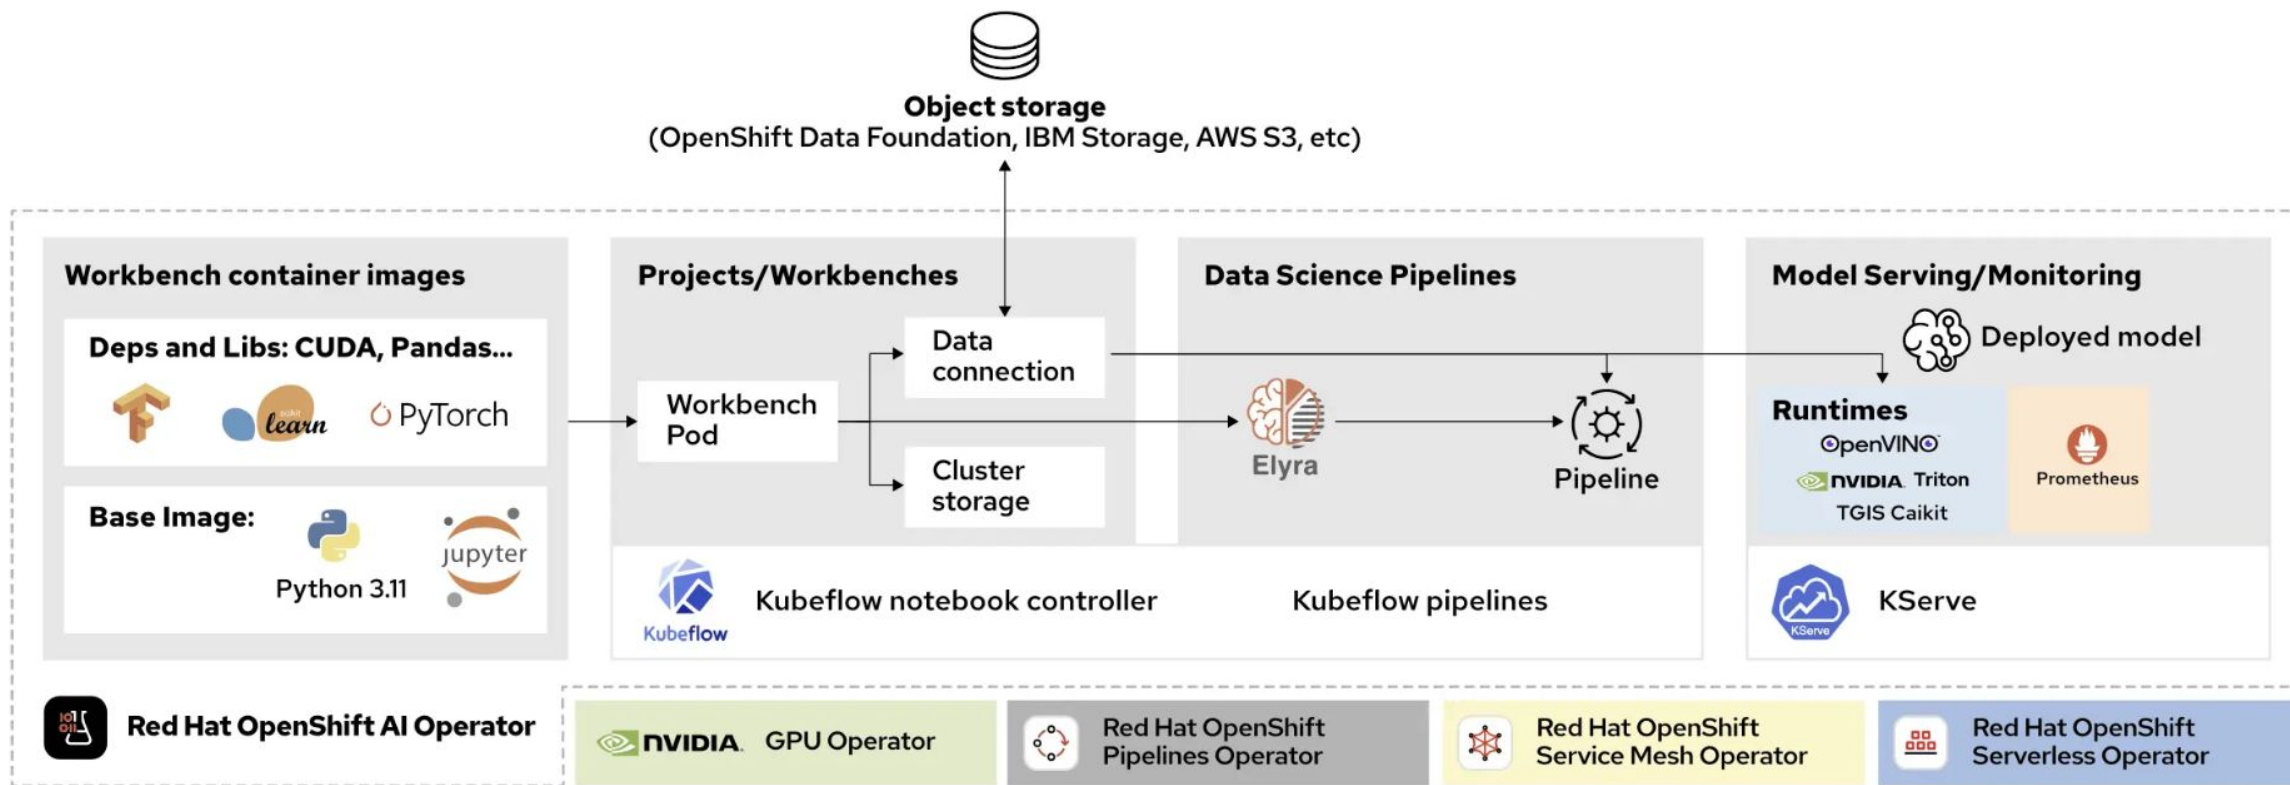 Object storage
(OpenShift Data Foundation, IBM Storage, AWS S3, etc)
Workbench container images
Deps and Libs: CUDA, Pandas...
scikit
learn
PyTorch
Base Image:
Python 3.11
jupyter
Projects/Workbenches
Workbench
Pod
Data
connection
Cluster
storage
Data Science Pipelines
Elyra
Pipeline
Kubeflow
Kubeflow notebook controller
Kubeflow pipelines
Model Serving/Monitoring
Deployed model
Runtimes
OpenVINO
NVIDIA. Triton
TGIS Caikit
Prometheus
KServe
KServe
Red Hat OpenShift AI Operator
NVIDIA. GPU Operator
Red Hat OpenShift
Pipelines Operator
Red Hat OpenShift
Service Mesh Operator
Red Hat OpenShift
Serverless Operator